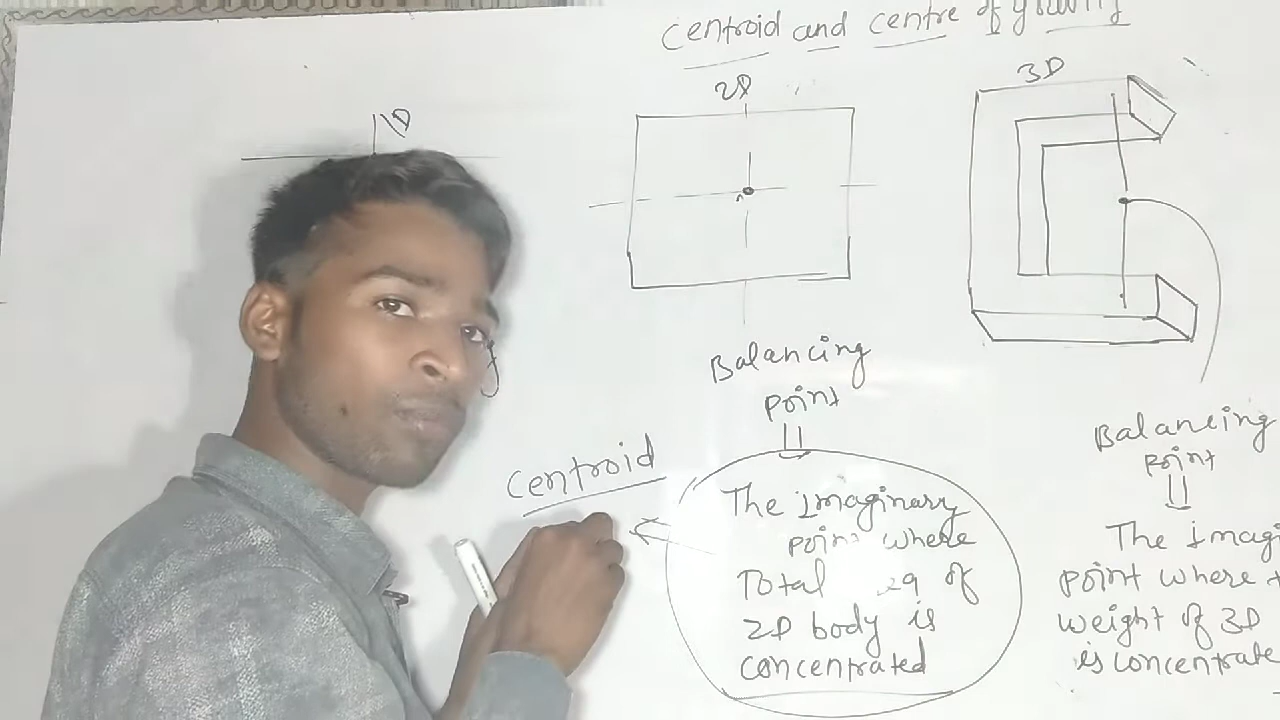 Centroid and centre of gravity
1D
2D
3D
Balancing
point
Centroid
The imaginary
point where
Total of
2D body is
concentrated
Balancing
point
The
point where
weight of 3D
is